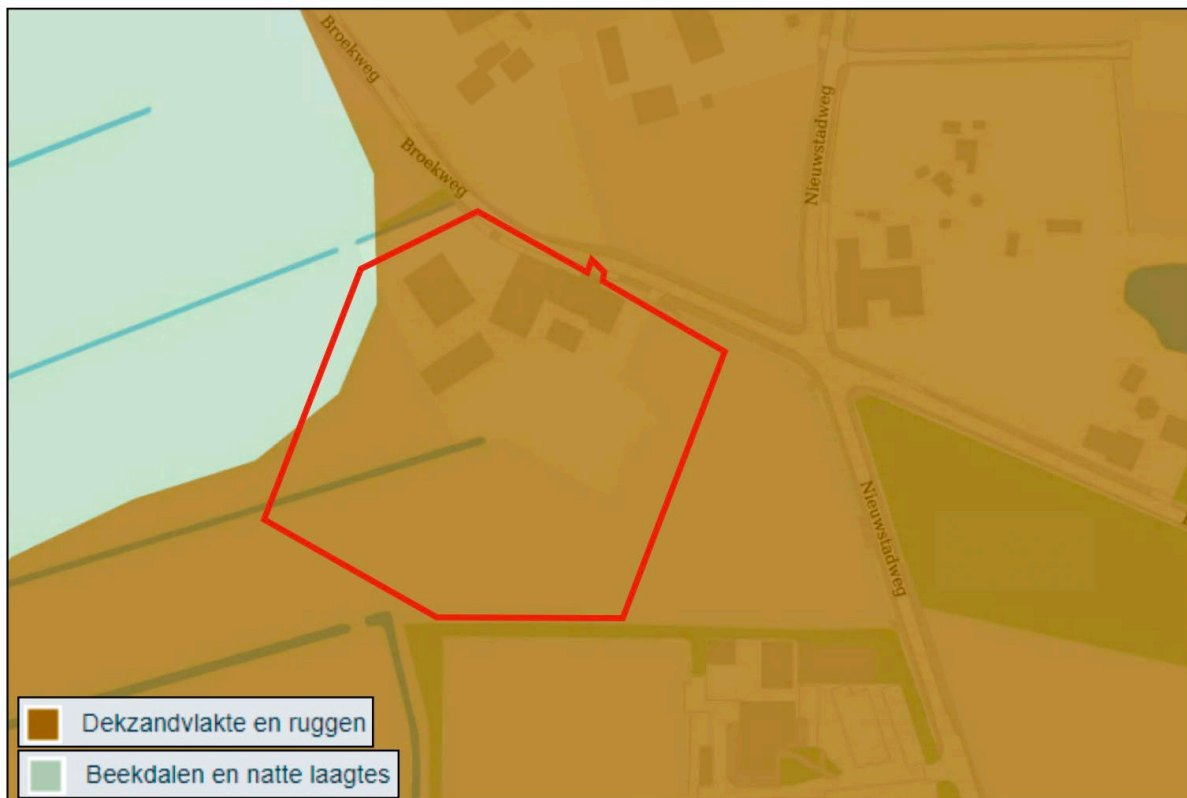 Broekweg
Broekweg
Nieuwstadweg
Nieuwstadweg
Dekzandvlakte en ruggen
Beekdalen en natte laagtes